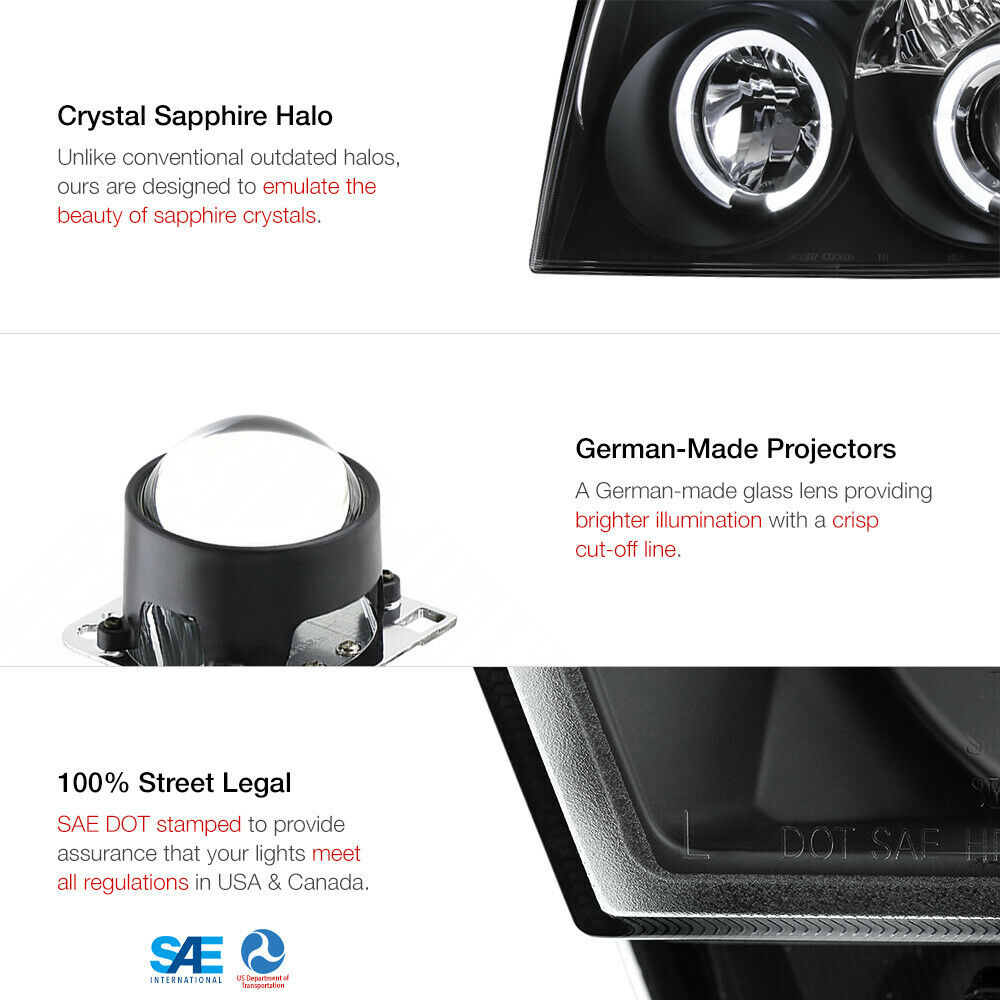 Crystal Sapphire Halo
Unlike conventional outdated halos,
ours are designed to emulate the
beauty of sapphire crystals.
German-Made Projectors
A German-made glass lens providing
brighter illumination with a crisp
cut-off line.
100% Street Legal
SAE DOT stamped to provide
assurance that your lights meet
all regulations in USA & Canada.
L DOT SAE
SAE
INTERNATIONAL
US Department of
Transportation